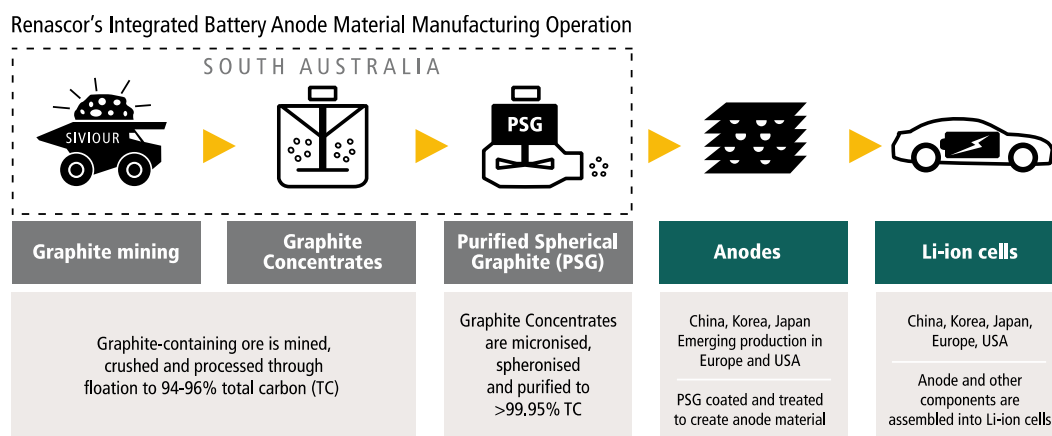 Renascor's Integrated Battery Anode Material Manufacturing Operation
SOUTH AUSTRALIA
SIVIOUR
PSG
Graphite mining
Graphite
Concentrates
Purified Spherical
Graphite (PSG)
Anodes
Li-ion cells
Graphite-containing ore is mined,
crushed and processed through
floation to 94-96% total carbon (TC)
Graphite Concentrates
are micronised,
spheronised
and purified to
>99.95% TC
China, Korea, Japan
Emerging production in
Europe and USA
PSG coated and treated
to create anode material
China, Korea, Japan,
Europe, USA
Anode and other
components are
assembled into Li-ion cells